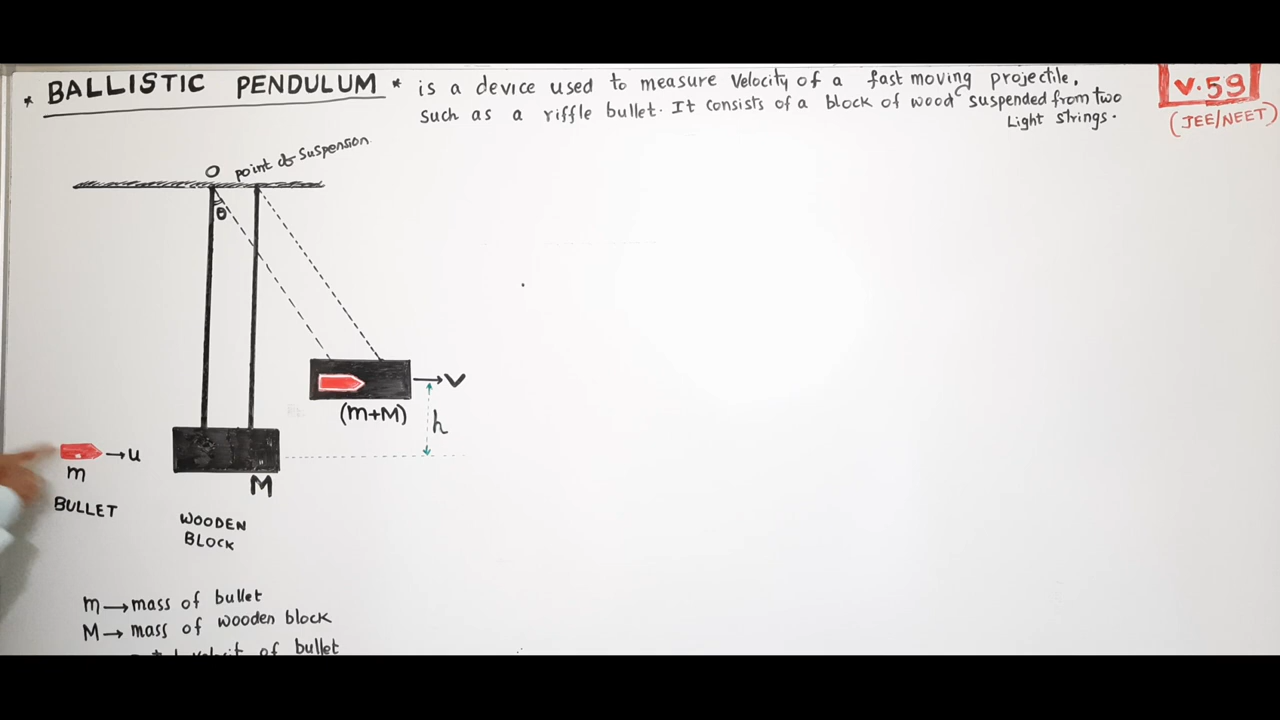 * BALLISTIC PENDULUM * is a device used to measure Velocity of a fast moving projectile,
such as a riffle bullet. It consists of a block of wood suspended from two
Light strings.
V.59
(JEE/NEET)
O point of Suspension
θ
V
(m+M)
h
u
m
BULLET
M
WOODEN
BLOCK
m → mass of bullet
M → mass of wooden block
of bullet